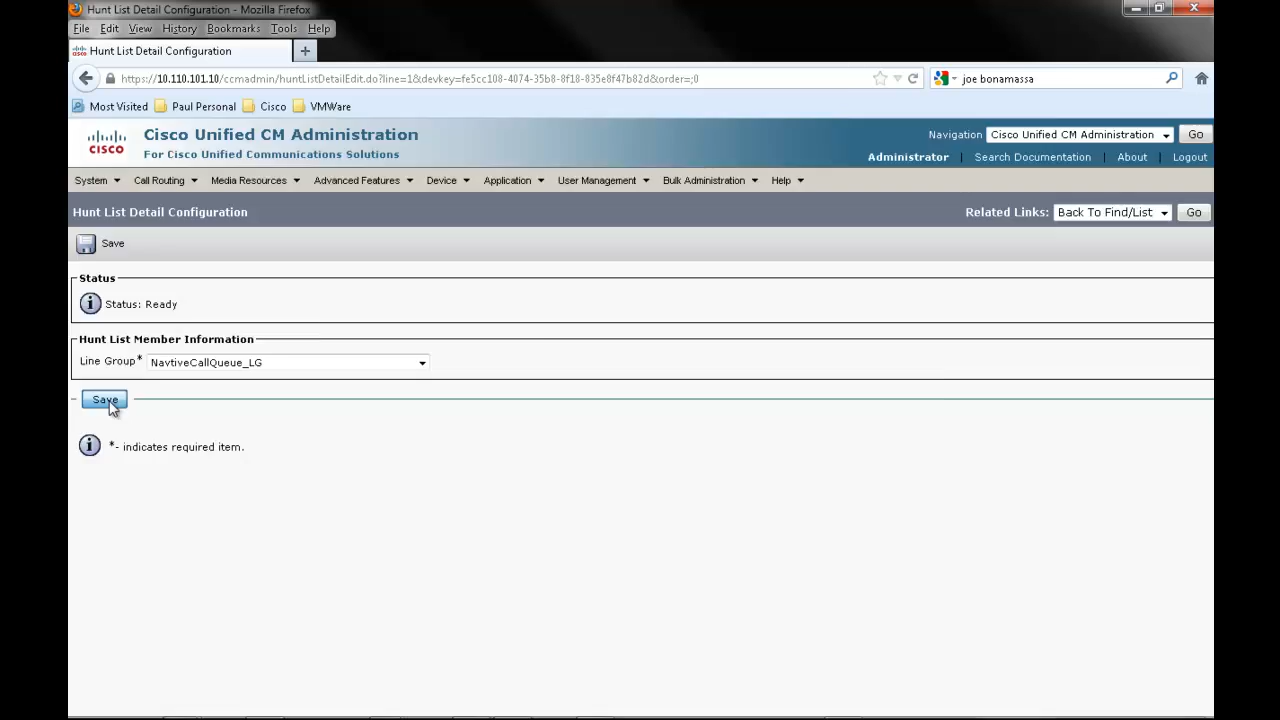 Hunt List Detail Configuration - Mozilla Firefox
File Edit View History Bookmarks Tools Help
Hunt List Detail Configuration
https://10.110.101.10/ccmadmin/huntListDetailEdit.do?line=1&devkey=fe5cc108-4074-35b8-8f18-835e8f47b82d&order=;0
joe bonamassa
Most Visited Paul Personal Cisco VMWare
CISCO
Cisco Unified CM Administration
For Cisco Unified Communications Solutions
Navigation Cisco Unified CM Administration Go
Administrator | Search Documentation | About | Logout
System Call Routing Media Resources Advanced Features Device Application User Management Bulk Administration Help
Hunt List Detail Configuration
Related Links: Back To Find/List Go
Save
Status
Status: Ready
Hunt List Member Information
Line Group* NavtiveCallQueue_LG
Save
*- indicates required item.